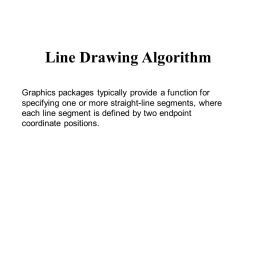 Line Drawing Algorithm
Graphics packages typically provide a function for
specifying one or more straight-line segments, where
each line segment is defined by two endpoint
coordinate positions.